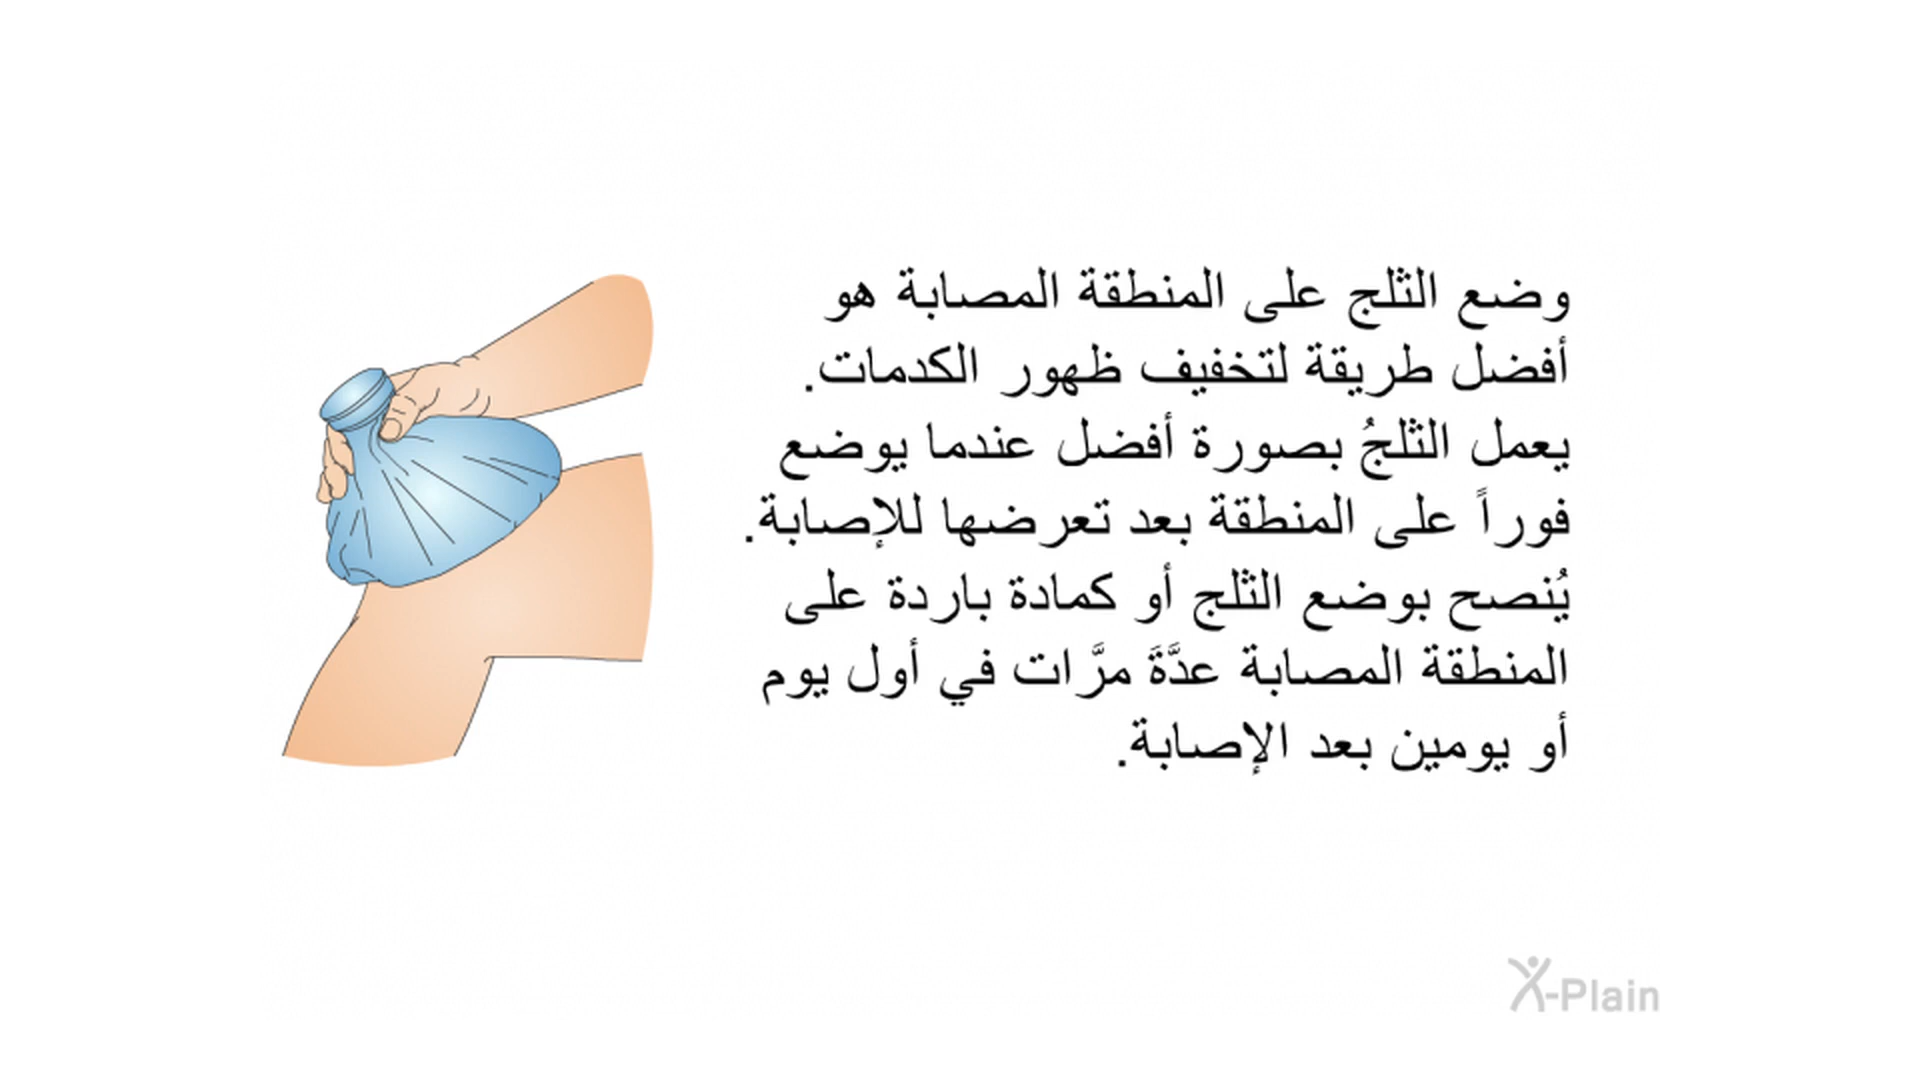 وضع الثلج على المنطقة المصابة هو
أفضل طريقة لتخفيف ظهور الكدمات.
يعمل الثلجُ بصورة أفضل عندما يوضع
فوراً على المنطقة بعد تعرضها للإصابة.
يُنصح بوضع الثلج أو كمادة باردة على
المنطقة المصابة عدَّةَ مرَّات في أول يوم
أو يومين بعد الإصابة.
X-Plain